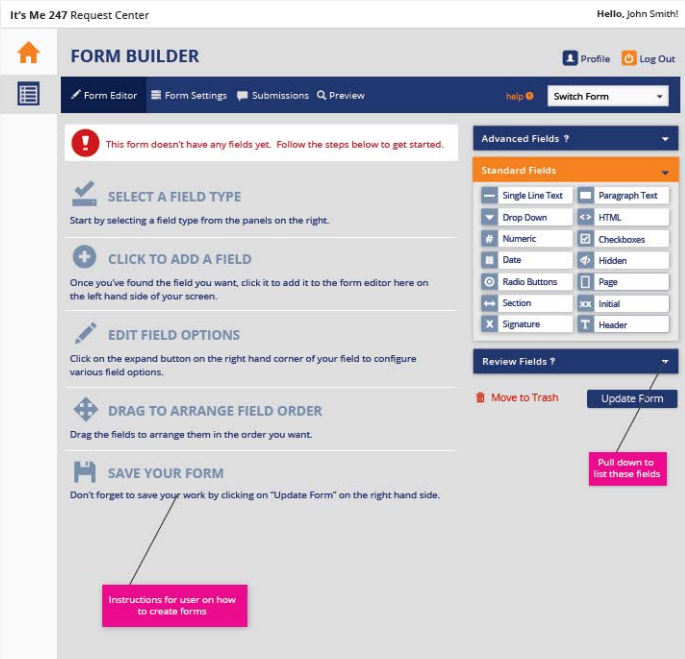 It's Me 247 Request Center
Hello, John Smith!
FORM BUILDER
Profile
Log Out
Form Editor
Form Settings
Submissions
Preview
help
Switch Form
This form doesn't have any fields yet. Follow the steps below to get started.
SELECT A FIELD TYPE
Start by selecting a field type from the panels on the right.
CLICK TO ADD A FIELD
Once you've found the field you want, click it to add it to the form editor here on
the left hand side of your screen.
EDIT FIELD OPTIONS
Click on the expand button on the right hand corner of your field to configure
various field options.
DRAG TO ARRANGE FIELD ORDER
Drag the fields to arrange them in the order you want.
SAVE YOUR FORM
Don't forget to save your work by clicking on "Update Form" on the right hand side.
Instructions for user on how
to create forms
Advanced Fields ?
Standard Fields
Single Line Text
Paragraph Text
Drop Down
<> HTML
# Numeric
Checkboxes
Date
Hidden
Radio Buttons
Page
Section
XX Initial
X Signature
T Header
Review Fields ?
Move to Trash
Update Form
Pull down to
list these fields